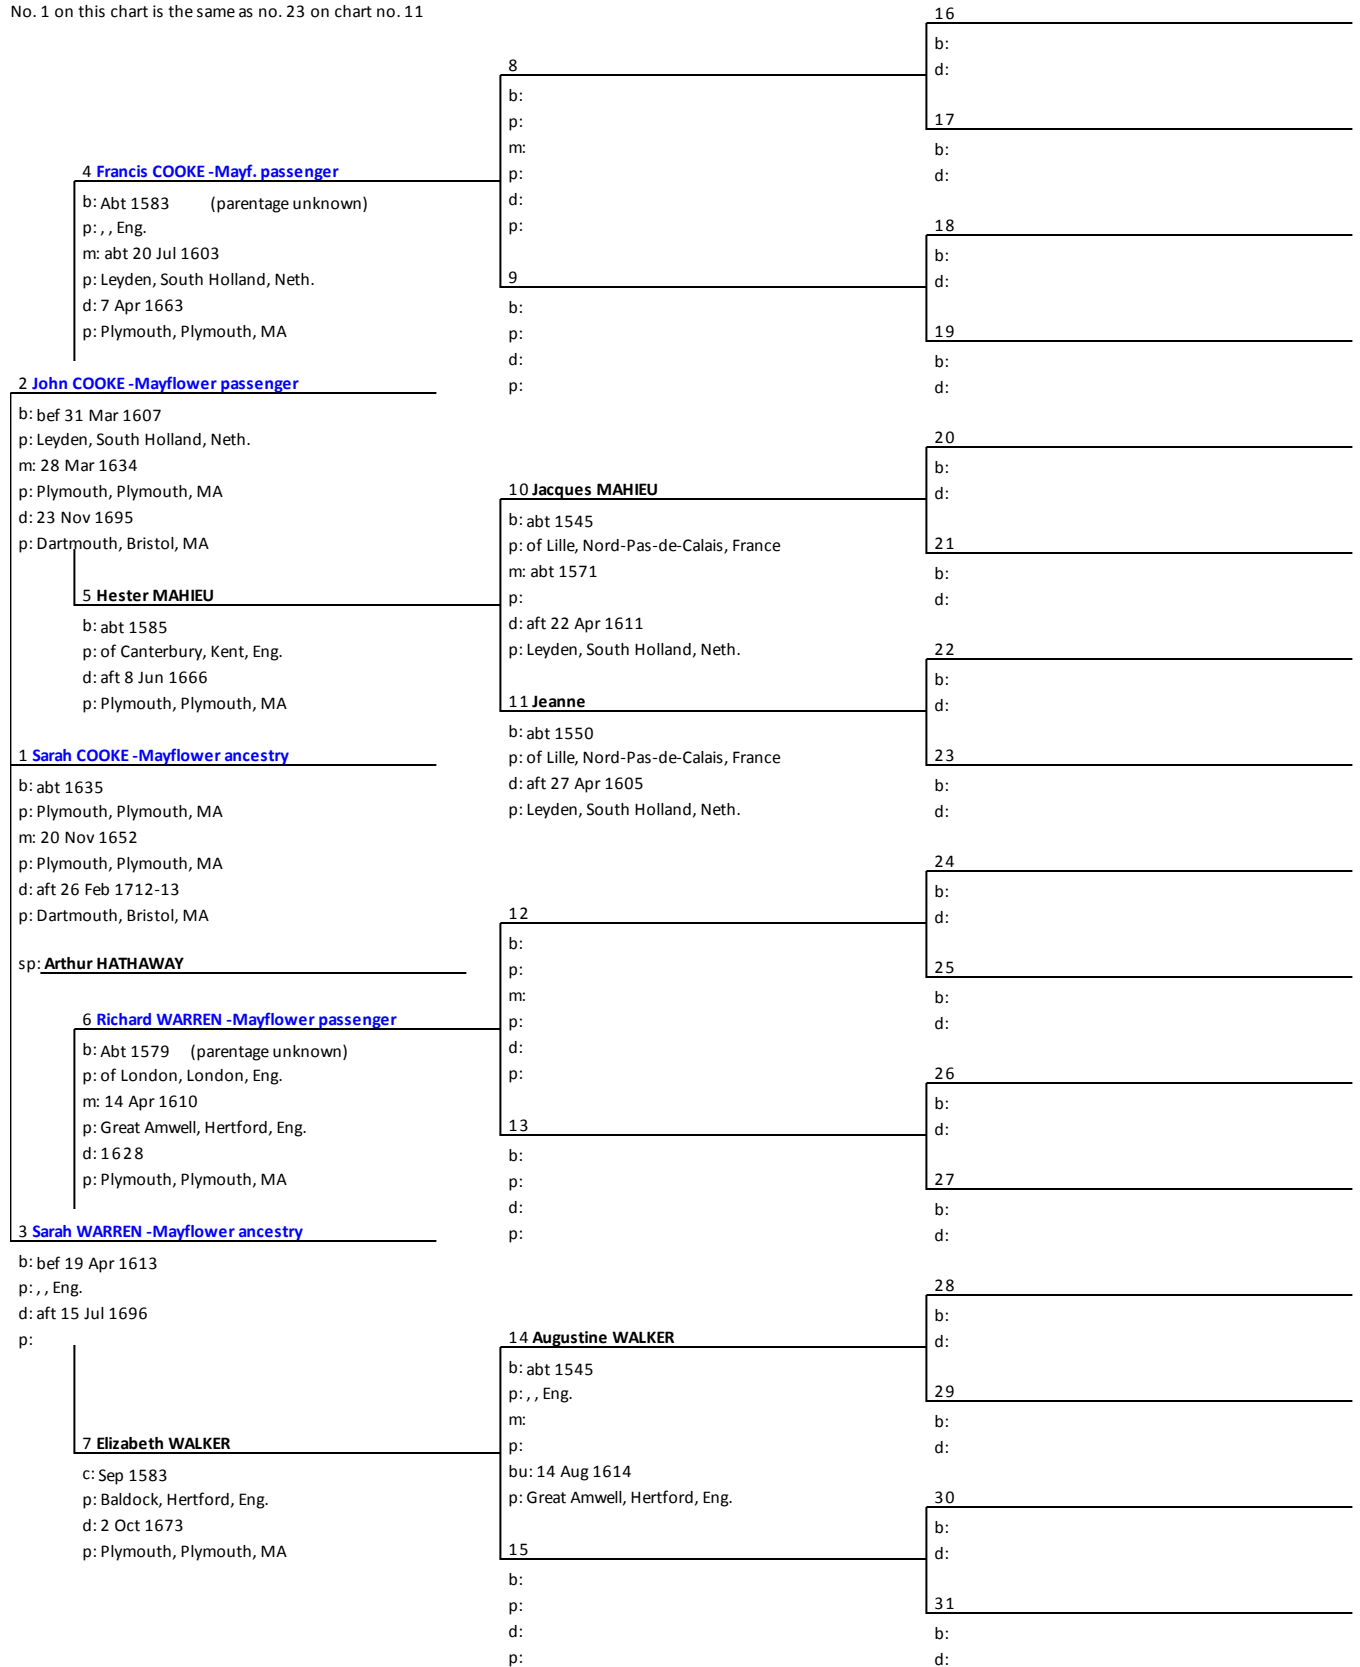 No. 1 on this chart is the same as no. 23 on chart no. 11
16
b:
d:
8
b:
p:
m:
p:
d:
p:
17
b:
d:
4 Francis COOKE -Mayf. passenger
b: Abt 1583 (parentage unknown)
p: , , Eng.
m: abt 20 Jul 1603
p: Leyden, South Holland, Neth.
d: 7 Apr 1663
p: Plymouth, Plymouth, MA
18
b:
d:
9
b:
p:
d:
p:
19
b:
d:
2 John COOKE -Mayflower passenger
b: bef 31 Mar 1607
p: Leyden, South Holland, Neth.
m: 28 Mar 1634
p: Plymouth, Plymouth, MA
d: 23 Nov 1695
p: Dartmouth, Bristol, MA
20
b:
d:
10 Jacques MAHIEU
b: abt 1545
p: of Lille, Nord-Pas-de-Calais, France
m: abt 1571
p:
d: aft 22 Apr 1611
p: Leyden, South Holland, Neth.
21
b:
d:
5 Hester MAHIEU
b: abt 1585
p: of Canterbury, Kent, Eng.
d: aft 8 Jun 1666
p: Plymouth, Plymouth, MA
22
b:
d:
11 Jeanne
b: abt 1550
p: of Lille, Nord-Pas-de-Calais, France
d: aft 27 Apr 1605
p: Leyden, South Holland, Neth.
23
b:
d:
1 Sarah COOKE -Mayflower ancestry
b: abt 1635
p: Plymouth, Plymouth, MA
m: 20 Nov 1652
p: Plymouth, Plymouth, MA
d: aft 26 Feb 1712-13
p: Dartmouth, Bristol, MA
sp: Arthur HATHAWAY
24
b:
d:
12
b:
p:
m:
p:
d:
p:
25
b:
d:
6 Richard WARREN -Mayflower passenger
b: Abt 1579 (parentage unknown)
p: of London, London, Eng.
m: 14 Apr 1610
p: Great Amwell, Hertford, Eng.
d: 1628
p: Plymouth, Plymouth, MA
26
b:
d:
13
b:
p:
d:
p:
27
b:
d:
3 Sarah WARREN -Mayflower ancestry
b: bef 19 Apr 1613
p: , , Eng.
d: aft 15 Jul 1696
p:
28
b:
d:
14 Augustine WALKER
b: abt 1545
p: , , Eng.
m:
p:
bu: 14 Aug 1614
p: Great Amwell, Hertford, Eng.
29
b:
d:
7 Elizabeth WALKER
c: Sep 1583
p: Baldock, Hertford, Eng.
d: 2 Oct 1673
p: Plymouth, Plymouth, MA
30
b:
d:
15
b:
p:
d:
p:
31
b:
d: